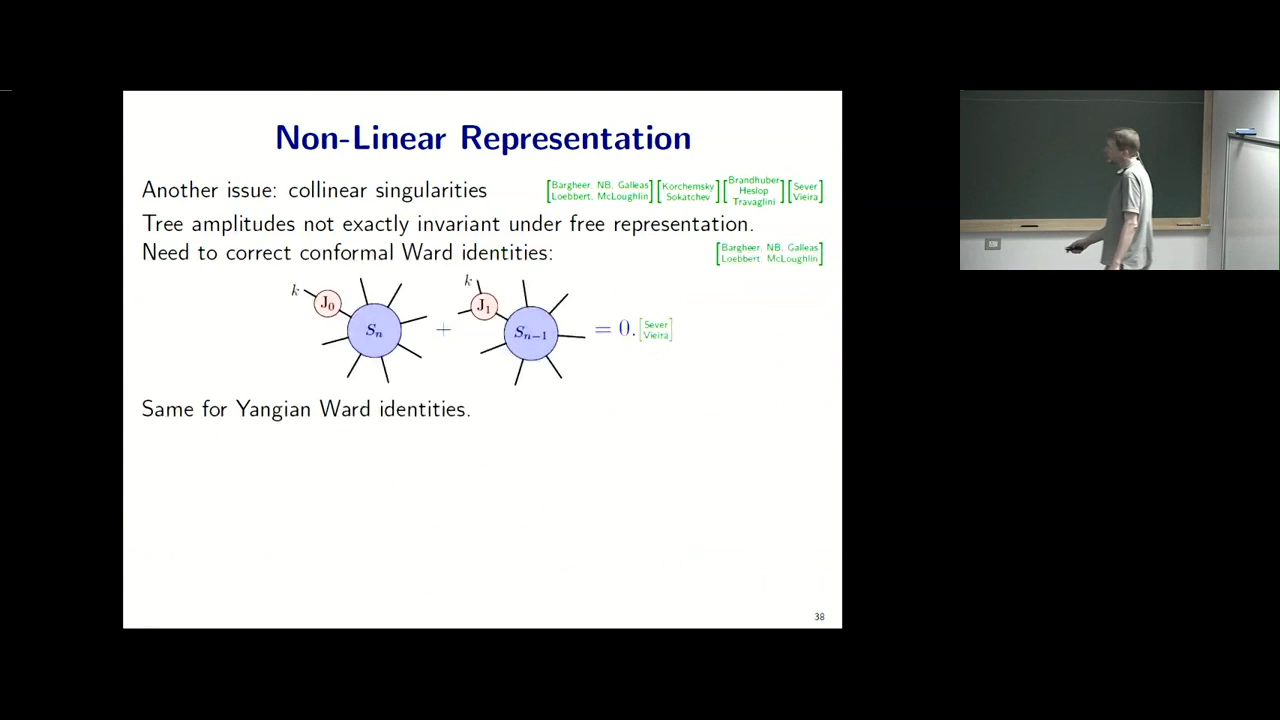 Non-Linear Representation
Another issue: collinear singularities [Bargheer, NB, Galleas Loebbert, McLoughlin] [Korchemsky Sokatchev] [Brandhuber Heslop Travaglini] [Sever Vieira]
Tree amplitudes not exactly invariant under free representation.
Need to correct conformal Ward identities: [Bargheer, NB, Galleas Loebbert, McLoughlin]
k J₀ Sₙ + k J₁ Sₙ₋₁ = 0. [Sever Vieira]
Same for Yangian Ward identities.
38